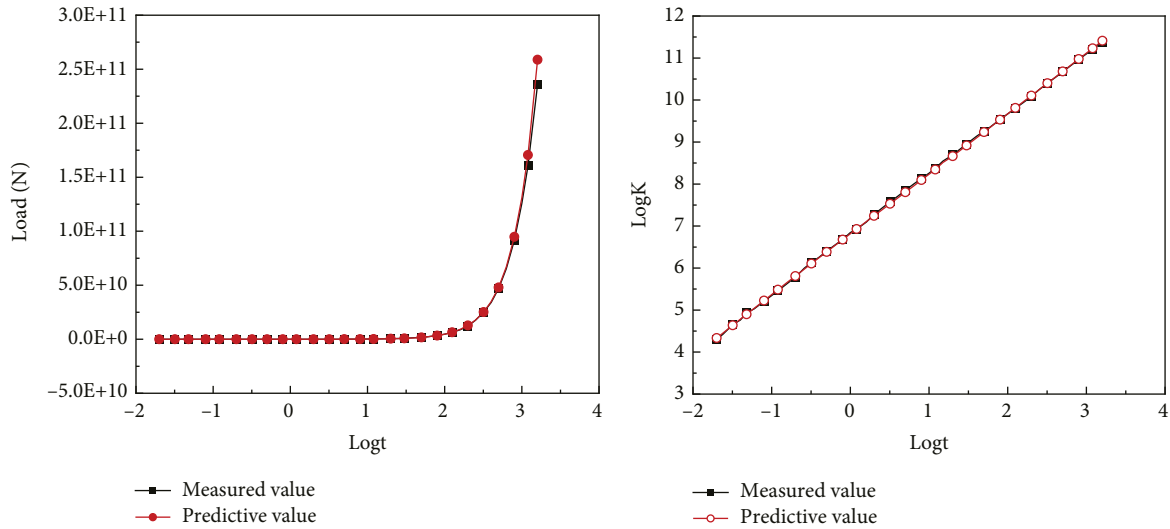 3.0E+11
2.5E+11
2.0E+11
1.5E+11
1.0E+11
5.0E+10
0.0E+0
–5.0E+10
Load (N)
–2 –1 0 1 2 3 4
Logt
Measured value
Predictive value
12
11
10
9
8
7
6
5
4
3
LogK
–2 –1 0 1 2 3 4
Logt
Measured value
Predictive value